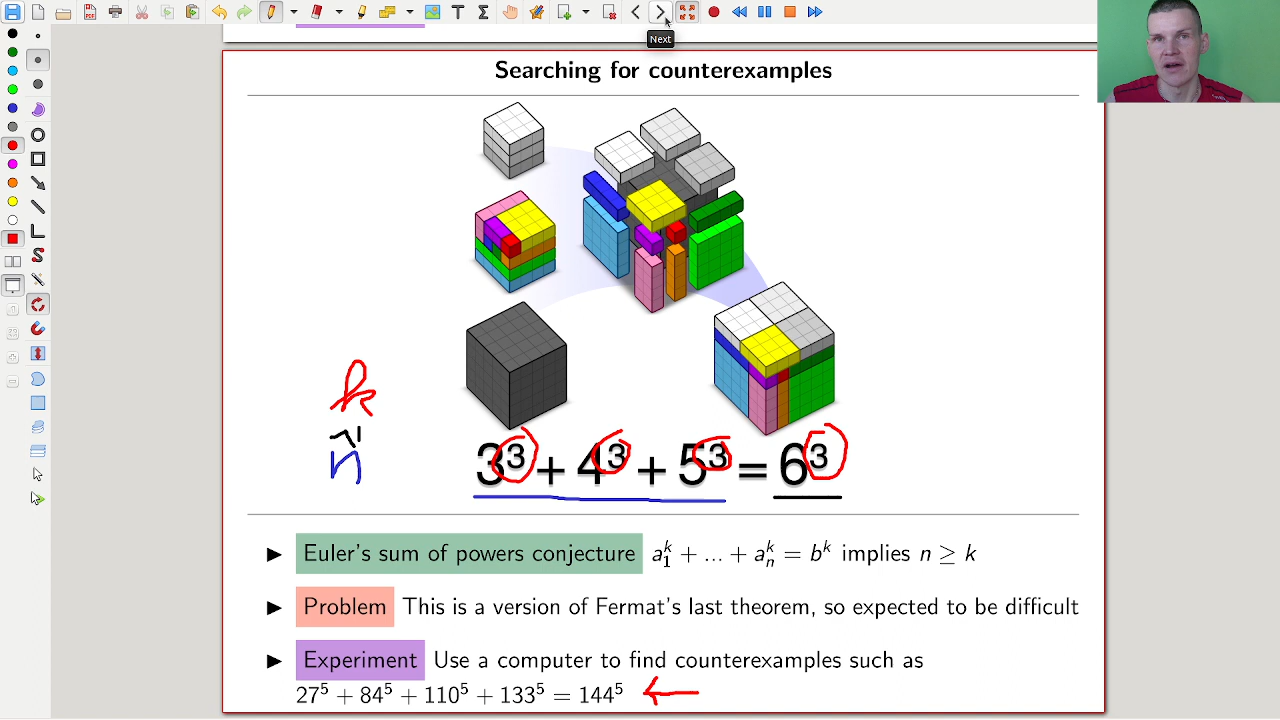 Next
Searching for counterexamples
k
1
n
3³ + 4³ + 5³ = 6³
▶ Euler's sum of powers conjecture a₁ᵏ + ... + aₙᵏ = bᵏ implies n ≥ k
▶ Problem This is a version of Fermat's last theorem, so expected to be difficult
▶ Experiment Use a computer to find counterexamples such as
27⁵ + 84⁵ + 110⁵ + 133⁵ = 144⁵